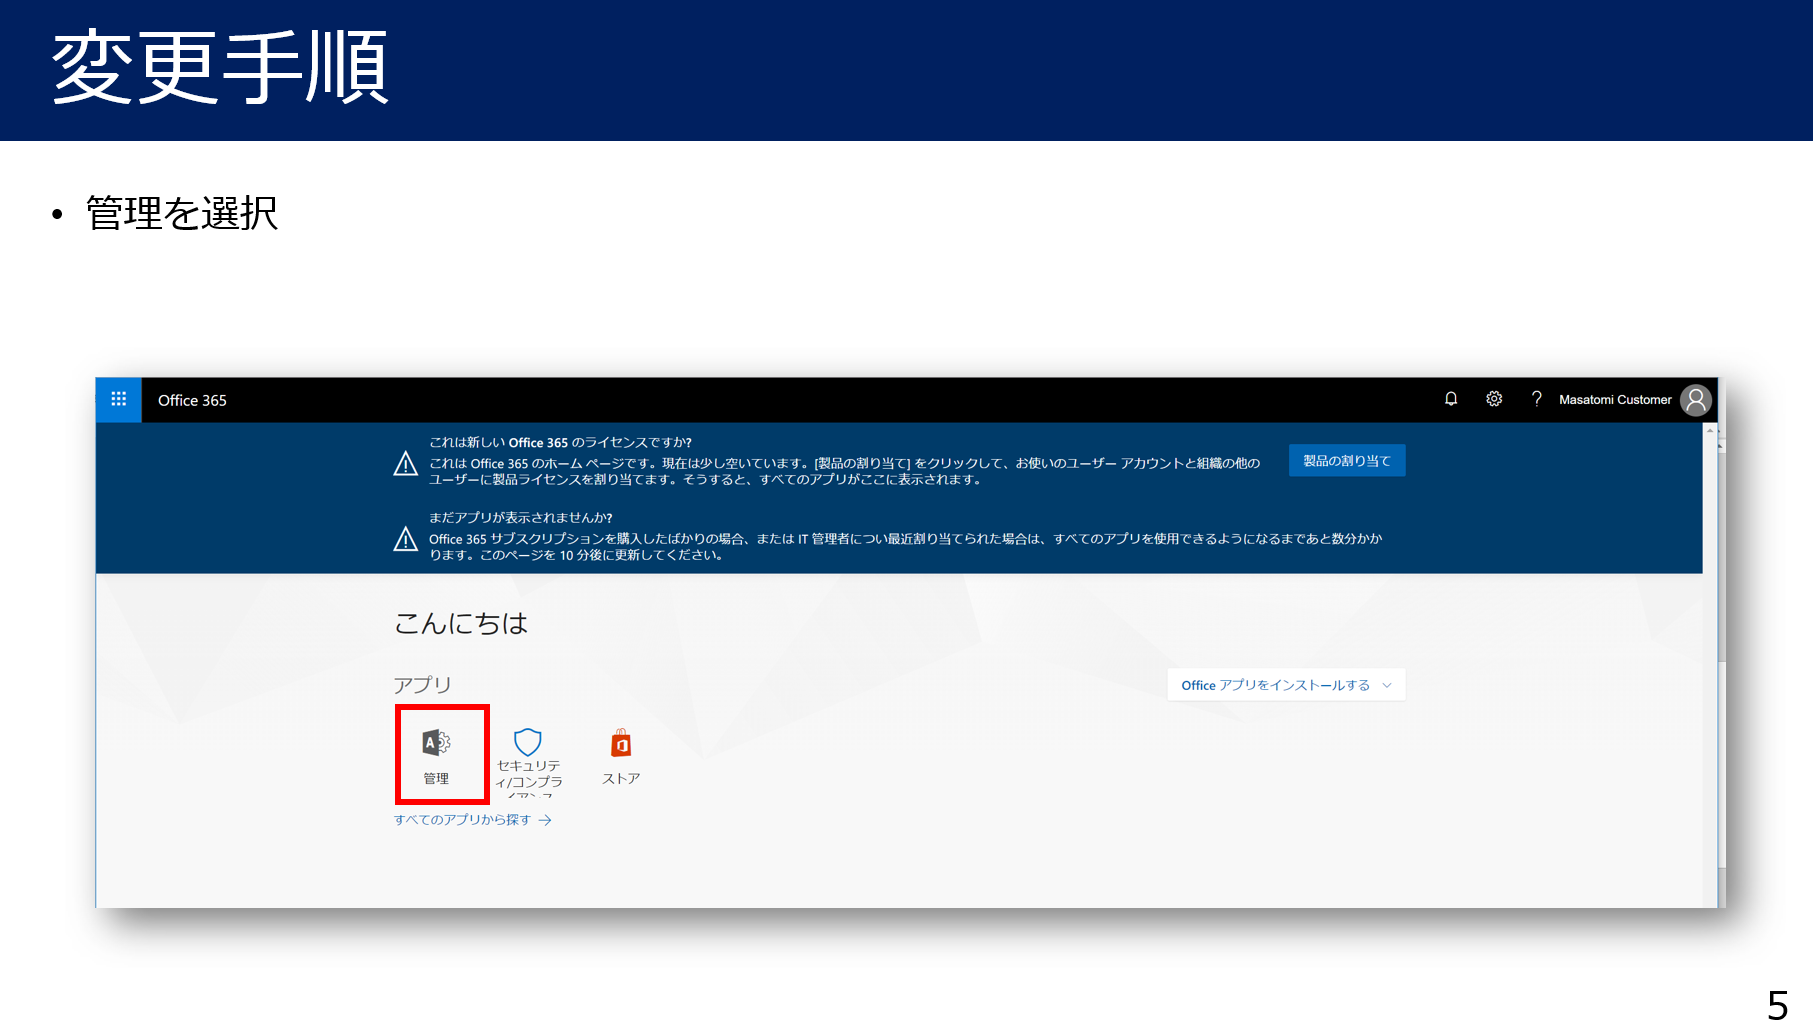 変更手順
• 管理を選択
Office 365
? Masatomi Customer
これは新しい Office 365 のライセンスですか?
これは Office 365 のホーム ページです。現在は少し空いています。[製品の割り当て] をクリックして、お使いのユーザー アカウントと組織の他の
ユーザーに製品ライセンスを割り当てます。そうすると、すべてのアプリがここに表示されます。
製品の割り当て
まだアプリが表示されませんか?
Office 365 サブスクリプションを購入したばかりの場合、または IT 管理者につい最近割り当てられた場合は、すべてのアプリを使用できるようになるまであと数分かか
ります。このページを 10 分後に更新してください。
こんにちは
アプリ
Office アプリをインストールする
管理
セキュリテ
ィ/コンプラ
イアンス
ストア
すべてのアプリから探す →
5